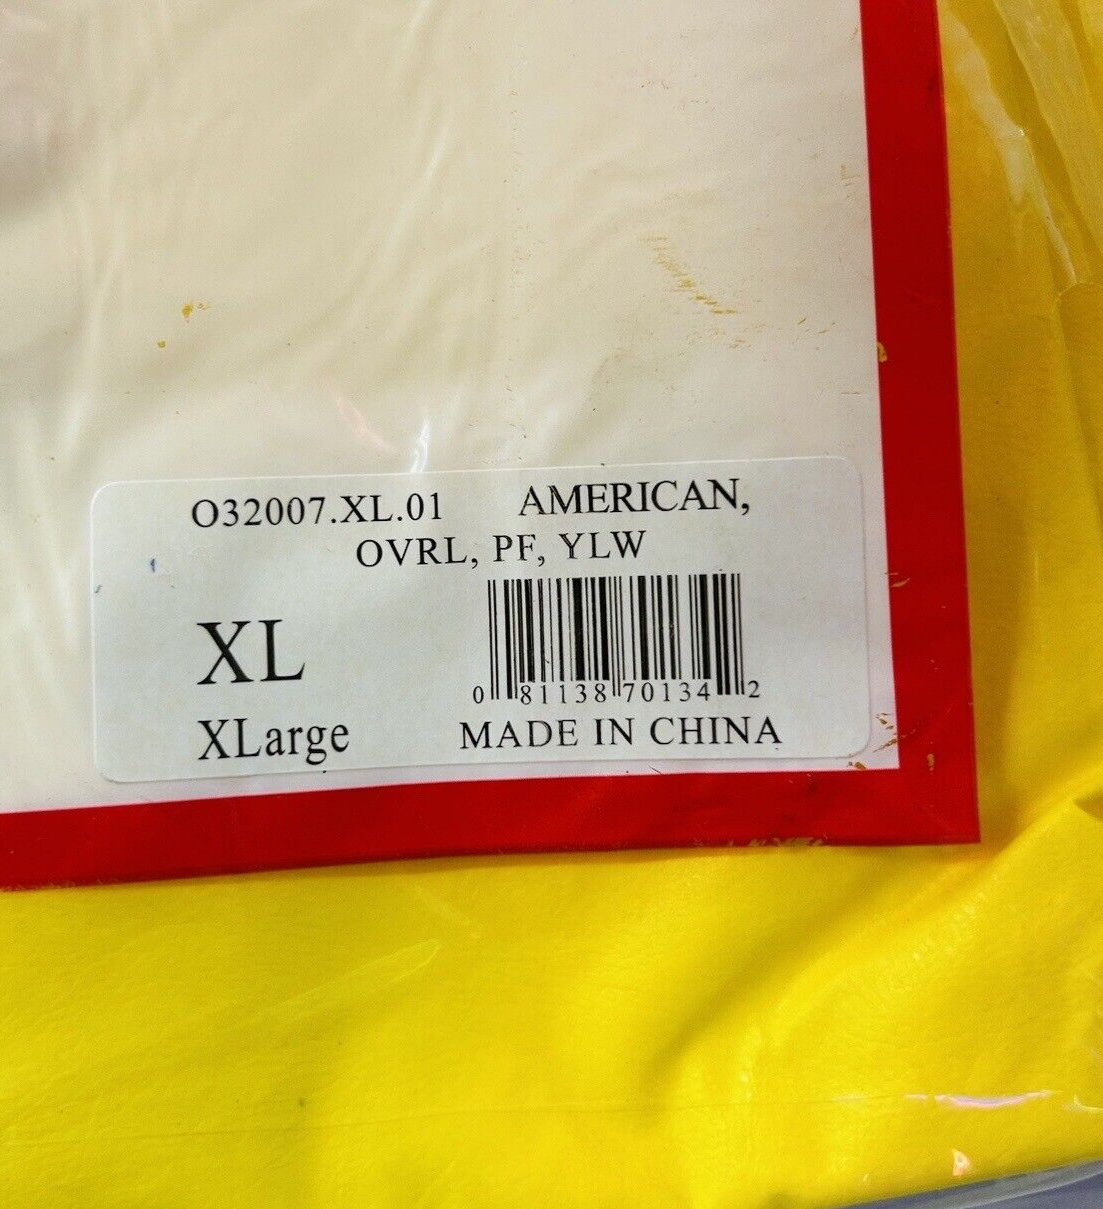 O32007.XL.01 AMERICAN,
OVRL, PF, YLW
XL
XLarge
0 81138 70134 2
MADE IN CHINA